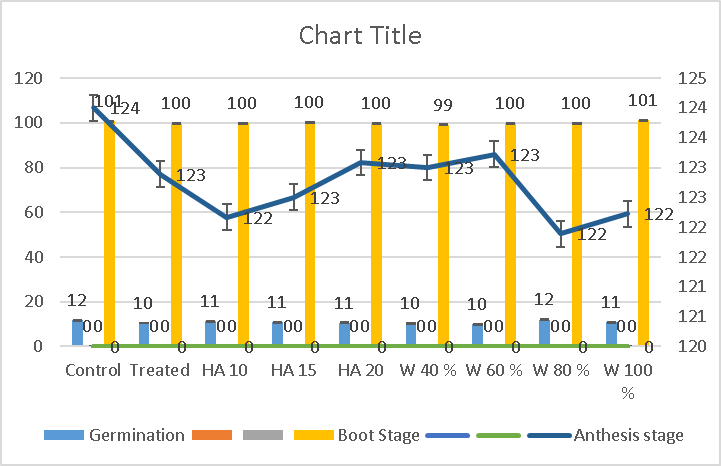 Chart Title
120 125
100 124
80 124
60 123
40 123
20 122
0 122
121
121
120
101 100 100 100 100 99 100 100 101
124 123 122 123 123 123 123 122 122
12 10 11 11 11 10 10 12 11
00 00 00 00 00 00 00 00 00
0 0 0 0 0 0 0 0 0
Control Treated HA 10 HA 15 HA 20 W 40 % W 60 % W 80 % W 100
%
Germination Boot Stage Anthesis stage